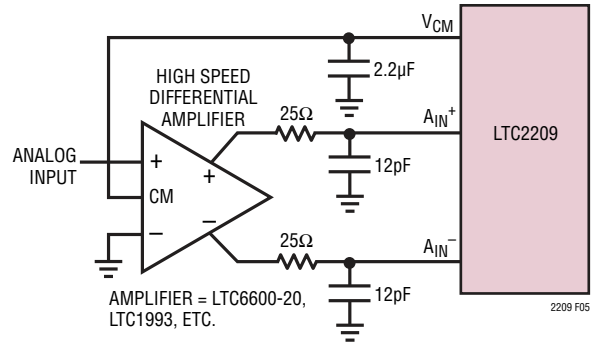 V_CM
2.2µF
HIGH SPEED
DIFFERENTIAL
AMPLIFIER
25Ω
A_IN^+
LTC2209
ANALOG
INPUT
+
+
12pF
CM
−
−
25Ω
A_IN^−
12pF
AMPLIFIER = LTC6600-20,
LTC1993, ETC.
2209 F05